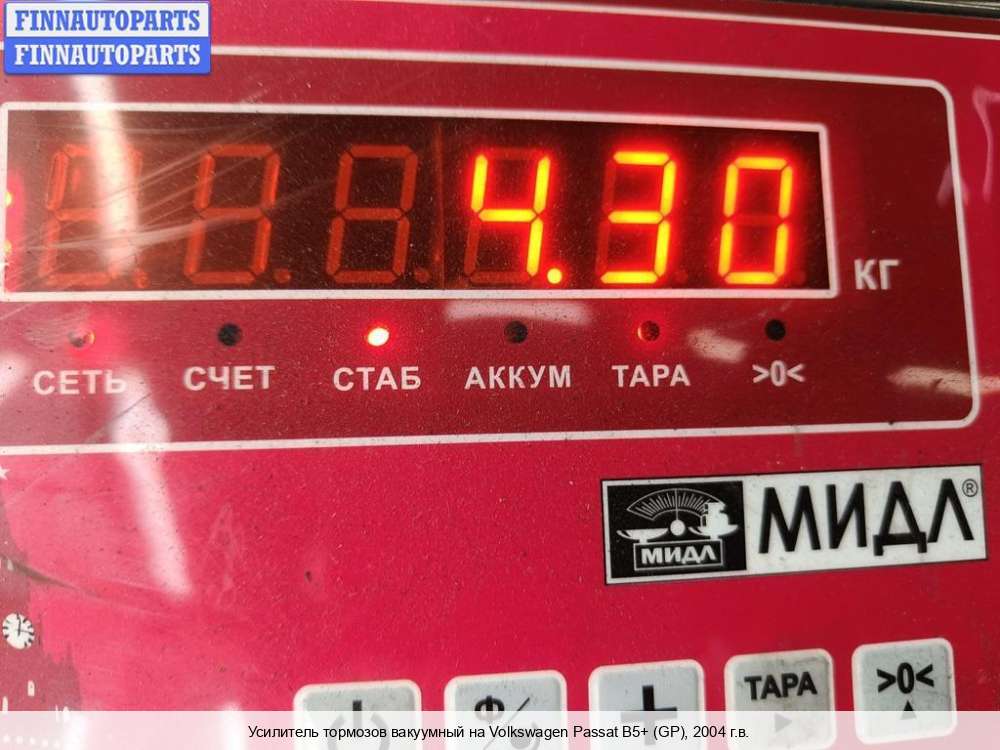 FINNAUTOPARTS
FINNAUTOPARTS
4.30
КГ
СЕТЬ СЧЕТ СТАБ АККУМ ТАРА >0<
МИДЛ МИДЛ®
Ф +  ТАРА >0<
Усилитель тормозов вакуумный на Volkswagen Passat B5+ (GP), 2004 г.в.